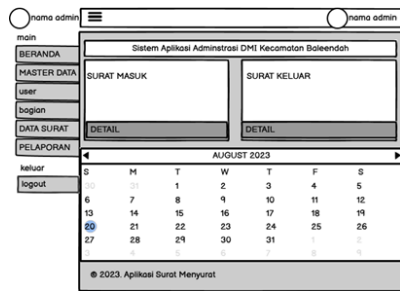 nama admin
nama admin
main
BERANDA
MASTER DATA
user
bagian
DATA SURAT
PELAPORAN
keluar
logout
Sistem Aplikasi Adminstrasi DMI Kecamatan Baleendah
SURAT MASUK
SURAT KELUAR
DETAIL
DETAIL
AUGUST 2023
S M T W T F S
30 31 1 2 3 4 5
6 7 8 9 10 11 12
13 14 15 16 17 18 19
20 21 22 23 24 25 26
27 28 29 30 31 1 2
3 4 5 6 7 8 9
© 2023. Aplikasi Surat Menyurat